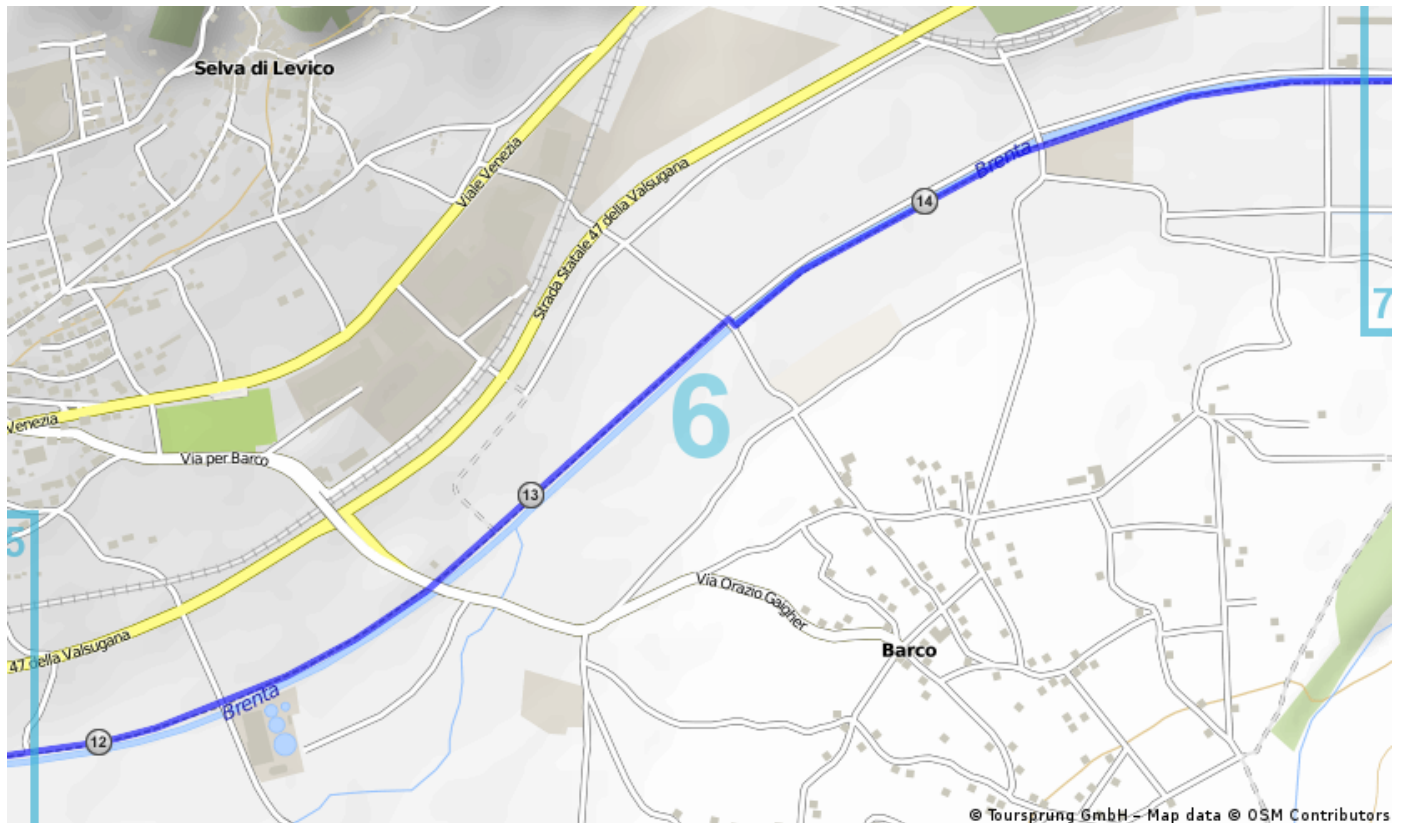 Selva di Levico
Viale Venezia
Strada Statale 47 della Valsugana
Brenta
14
7
6
Venezia
Via per Barco
13
5
Via Orazio Gaigher
47 della Valsugana
Barco
Brenta
12
© Toursprung GmbH – Map data © OSM Contributors